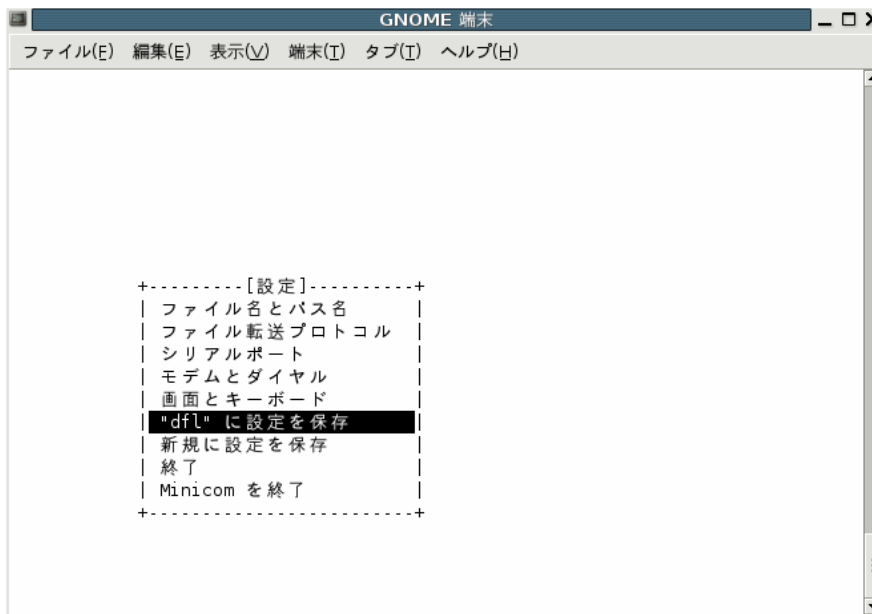 GNOME 端末
ファイル(F) 編集(E) 表示(V) 端末(T) タブ(T) ヘルプ(H)
+---------[設定]----------+
| ファイル名とパス名 |
| ファイル転送プロトコル |
| シリアルポート |
| モデムとダイヤル |
| 画面とキーボード |
| "dfl" に設定を保存 |
| 新規に設定を保存 |
| 終了 |
| Minicom を終了 |
+-------------------------+